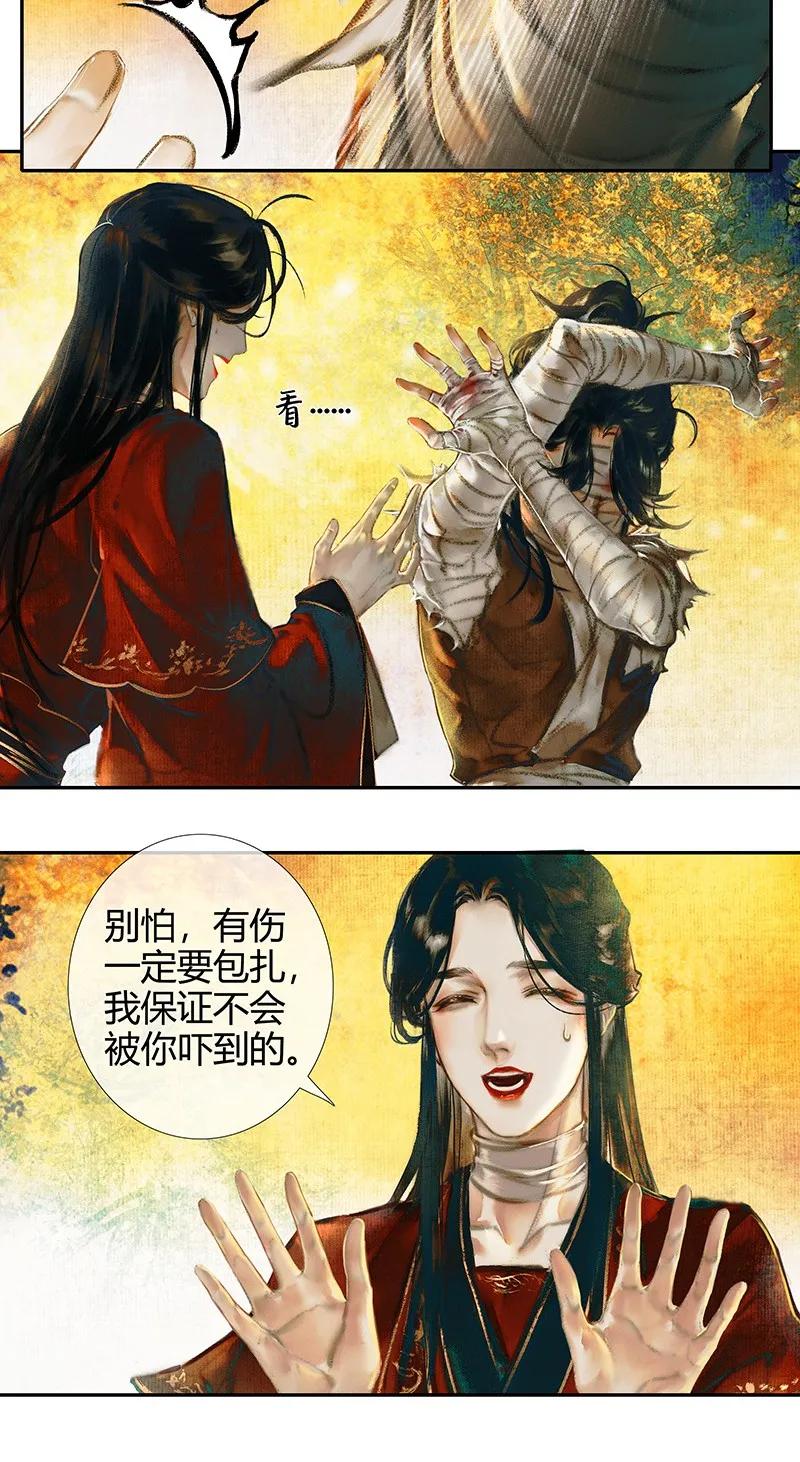 看……
别怕，有伤
一定要包扎，
我保证不会
被你吓到的。